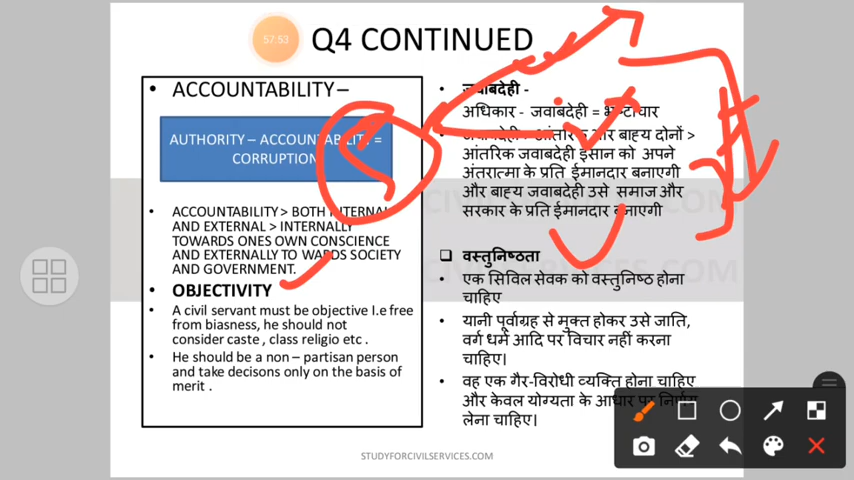 57:53
Q4 CONTINUED
• ACCOUNTABILITY –
AUTHORITY – ACCOUNTABILITY =
CORRUPTION
• ACCOUNTABILITY > BOTH INTERNAL
AND EXTERNAL > INTERNALLY
TOWARDS ONES OWN CONSCIENCE
AND EXTERNALLY TO WARDS SOCIETY
AND GOVERNMENT.
• OBJECTIVITY
• A civil servant must be objective I.e free
from biasness, he should not
consider caste , class religio etc .
• He should be a non – partisan person
and take decisons only on the basis of
merit .
• जवाबदेही -
अधिकार - जवाबदेही = भ्रष्टाचार
• जवाबदेही > आंतरिक और बाह्य दोनों >
आंतरिक जवाबदेही इंसान को अपने
अंतरात्मा के प्रति ईमानदार बनाएगी
और बाह्य जवाबदेही उसे समाज और
सरकार के प्रति ईमानदार बनाएगी
❑ वस्तुनिष्ठता
• एक सिविल सेवक को वस्तुनिष्ठ होना
चाहिए
• यानी पूर्वाग्रह से मुक्त होकर उसे जाति,
वर्ग धर्म आदि पर विचार नहीं करना
चाहिए।
• वह एक गैर-विरोधी व्यक्ति होना चाहिए
और केवल योग्यता के आधार पर निर्णय
लेना चाहिए।
STUDYFORCIVILSERVICES.COM